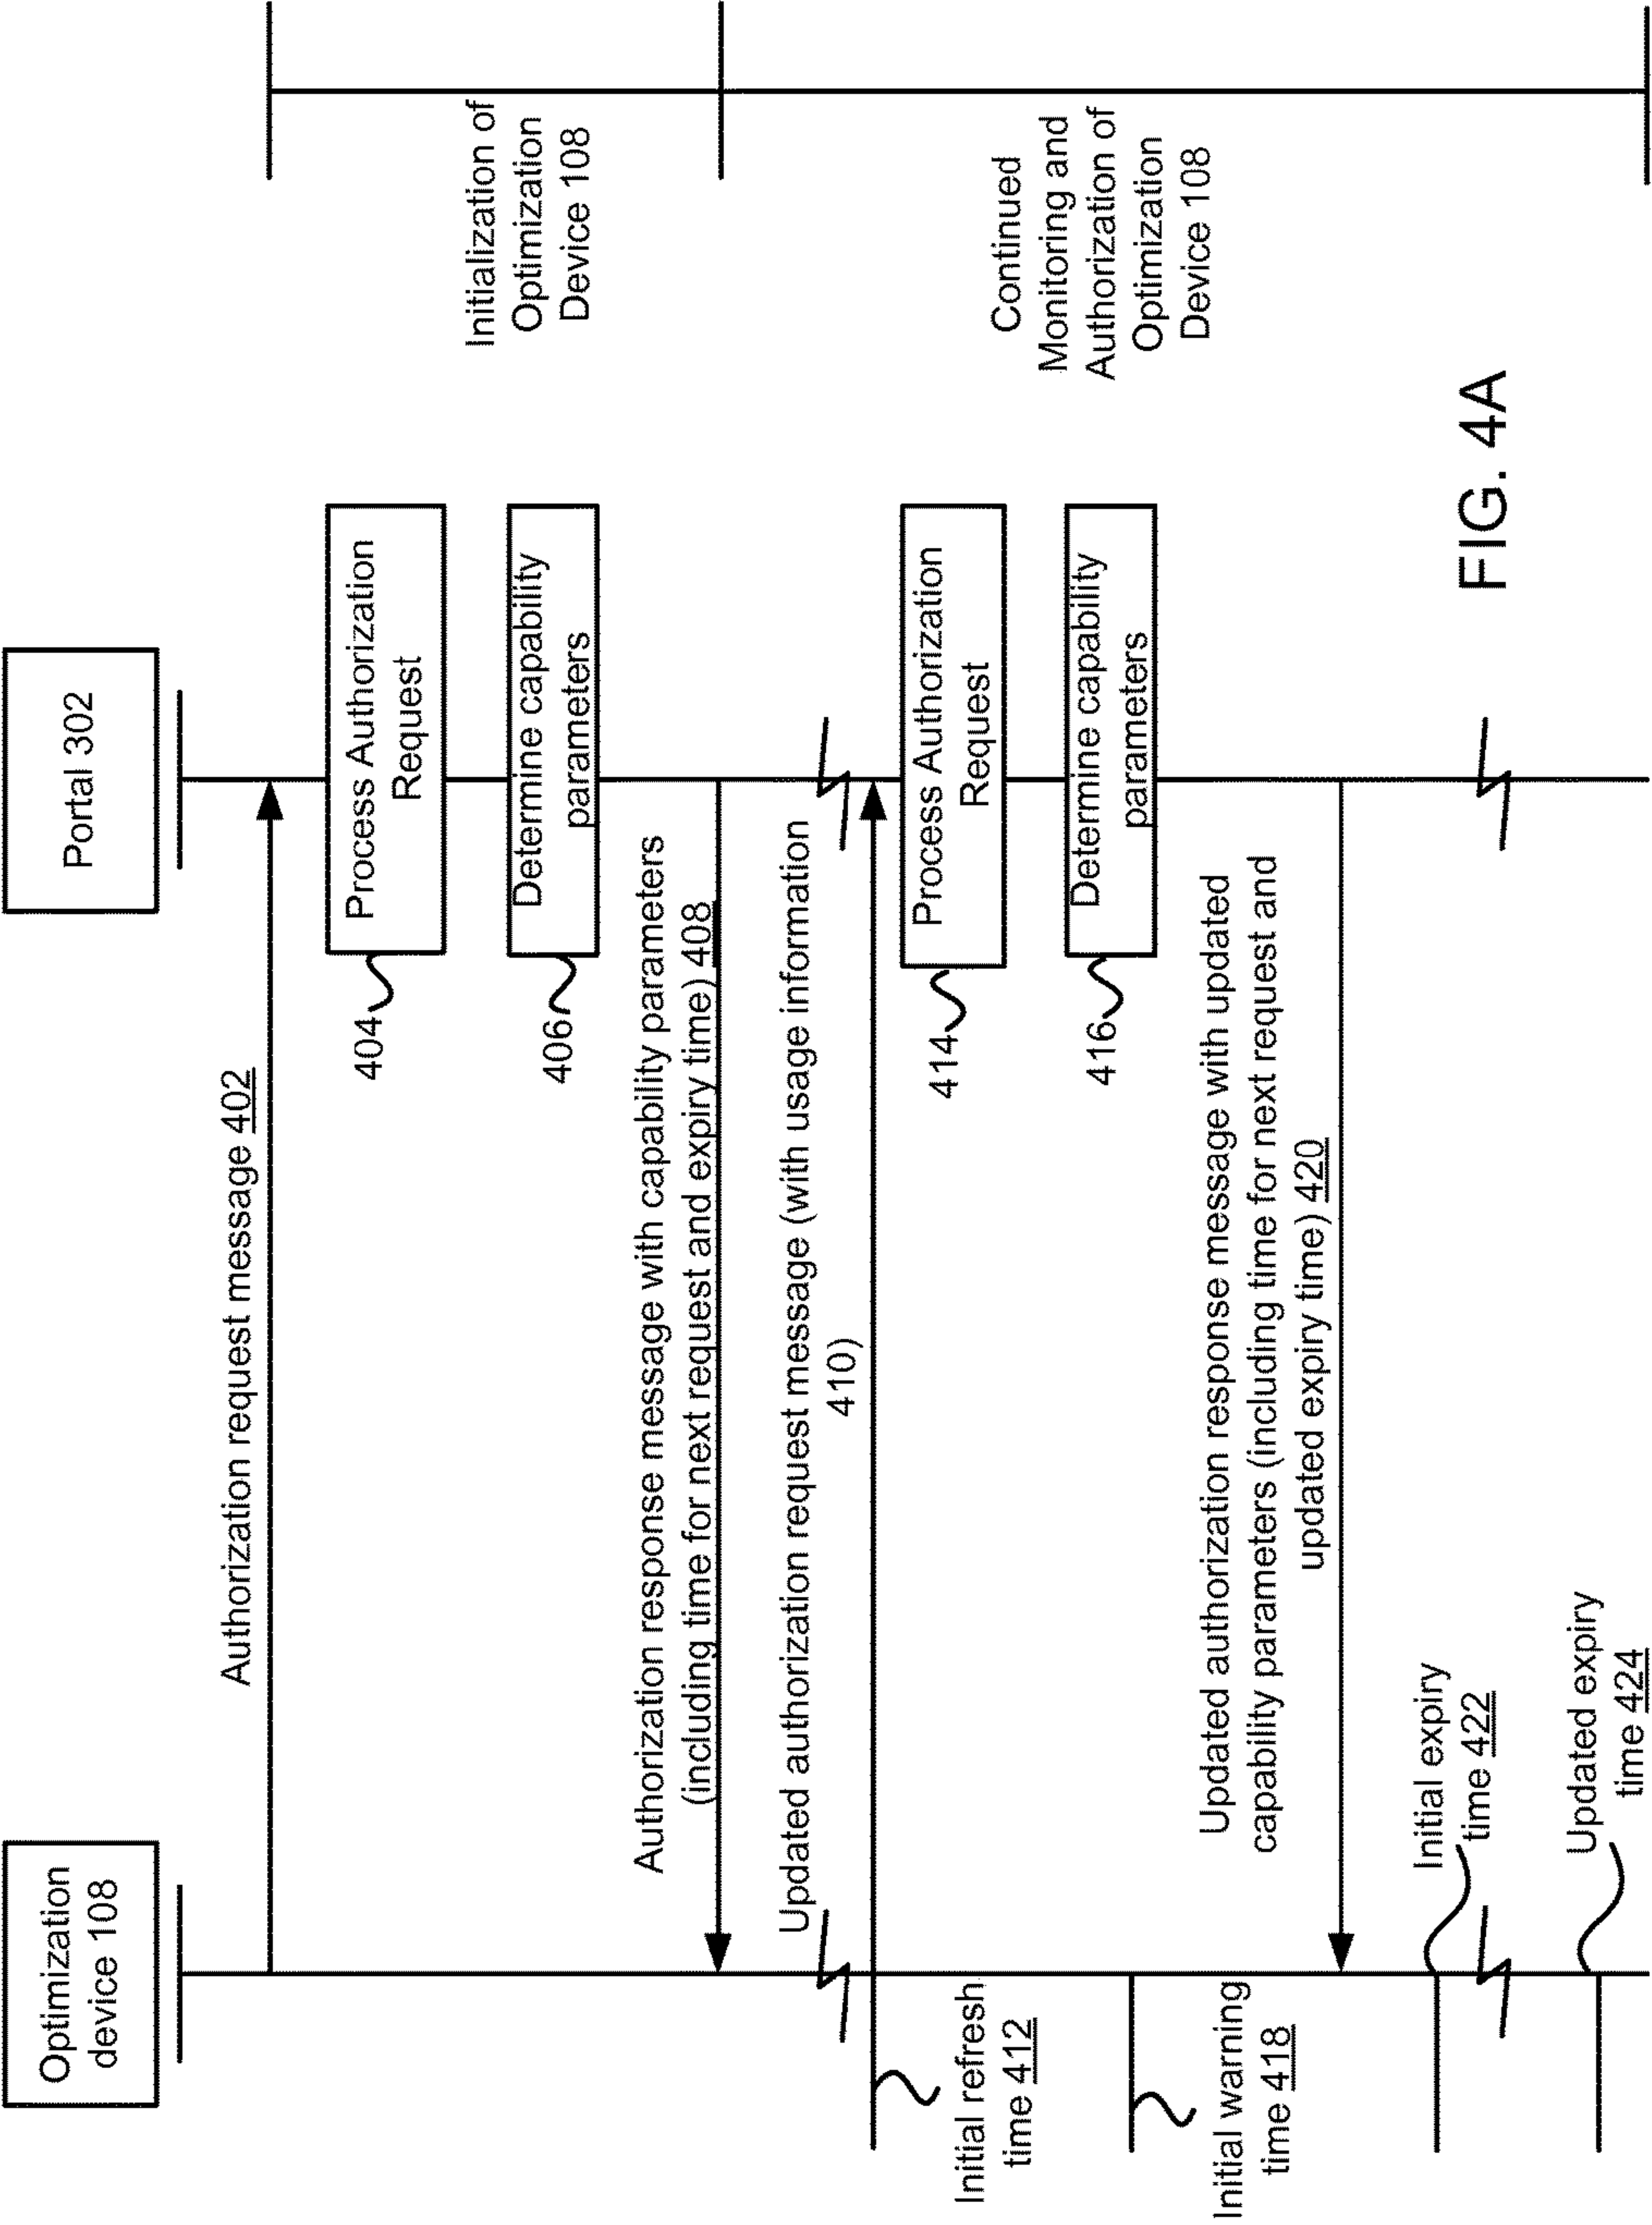 Optimization
device 108
Portal 302
Authorization request message 402
404
Process Authorization
Request
406
Determine capability
parameters
Initialization of
Optimization
Device 108
Authorization response message with capability parameters
(including time for next request and expiry time) 408
Updated authorization request message (with usage information
410)
Initial refresh
time 412
414
Process Authorization
Request
416
Determine capability
parameters
Continued
Monitoring and
Authorization of
Optimization
Device 108
Initial warning
time 418
Updated authorization response message with updated
capability parameters (including time for next request and
updated expiry time) 420
Initial expiry
time 422
Updated expiry
time 424
FIG. 4A